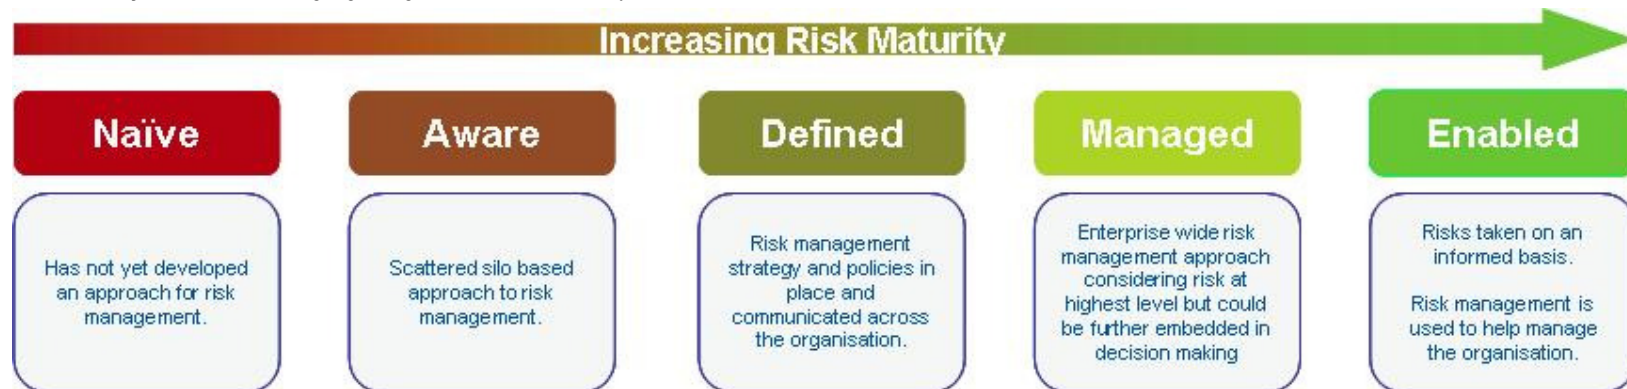 Increasing Risk Maturity
Naïve
Aware
Defined
Managed
Enabled
Has not yet developed
an approach for risk
management.
Scattered silo based
approach to risk
management.
Risk management
strategy and policies in
place and
communicated across
the organisation.
Enterprise wide risk
management approach
considering risk at
highest level but could
be further embedded in
decision making
Risks taken on an
informed basis.
Risk management is
used to help manage
the organisation.